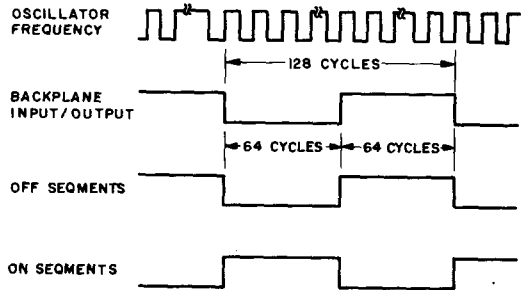 OSCILLATOR
FREQUENCY
128 CYCLES
BACKPLANE
INPUT/OUTPUT
64 CYCLES
64 CYCLES
OFF SEQMENTS
ON SEQMENTS